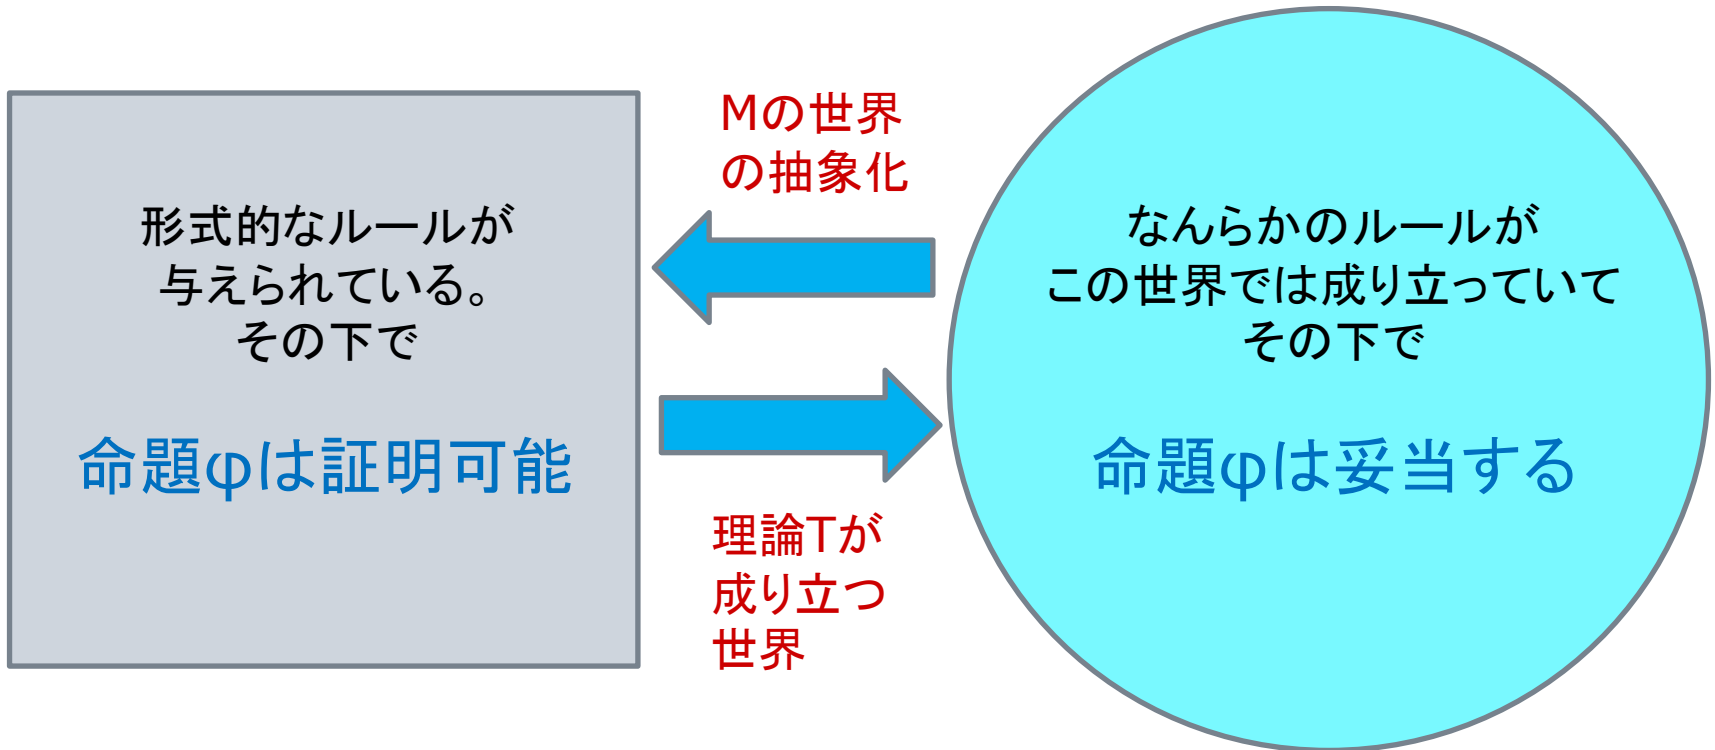 形式的なルールが
与えられている。
その下で
命題φは証明可能
Mの世界
の抽象化
理論Tが
成り立つ
世界
なんらかのルールが
この世界では成り立っていて
その下で
命題φは妥当する